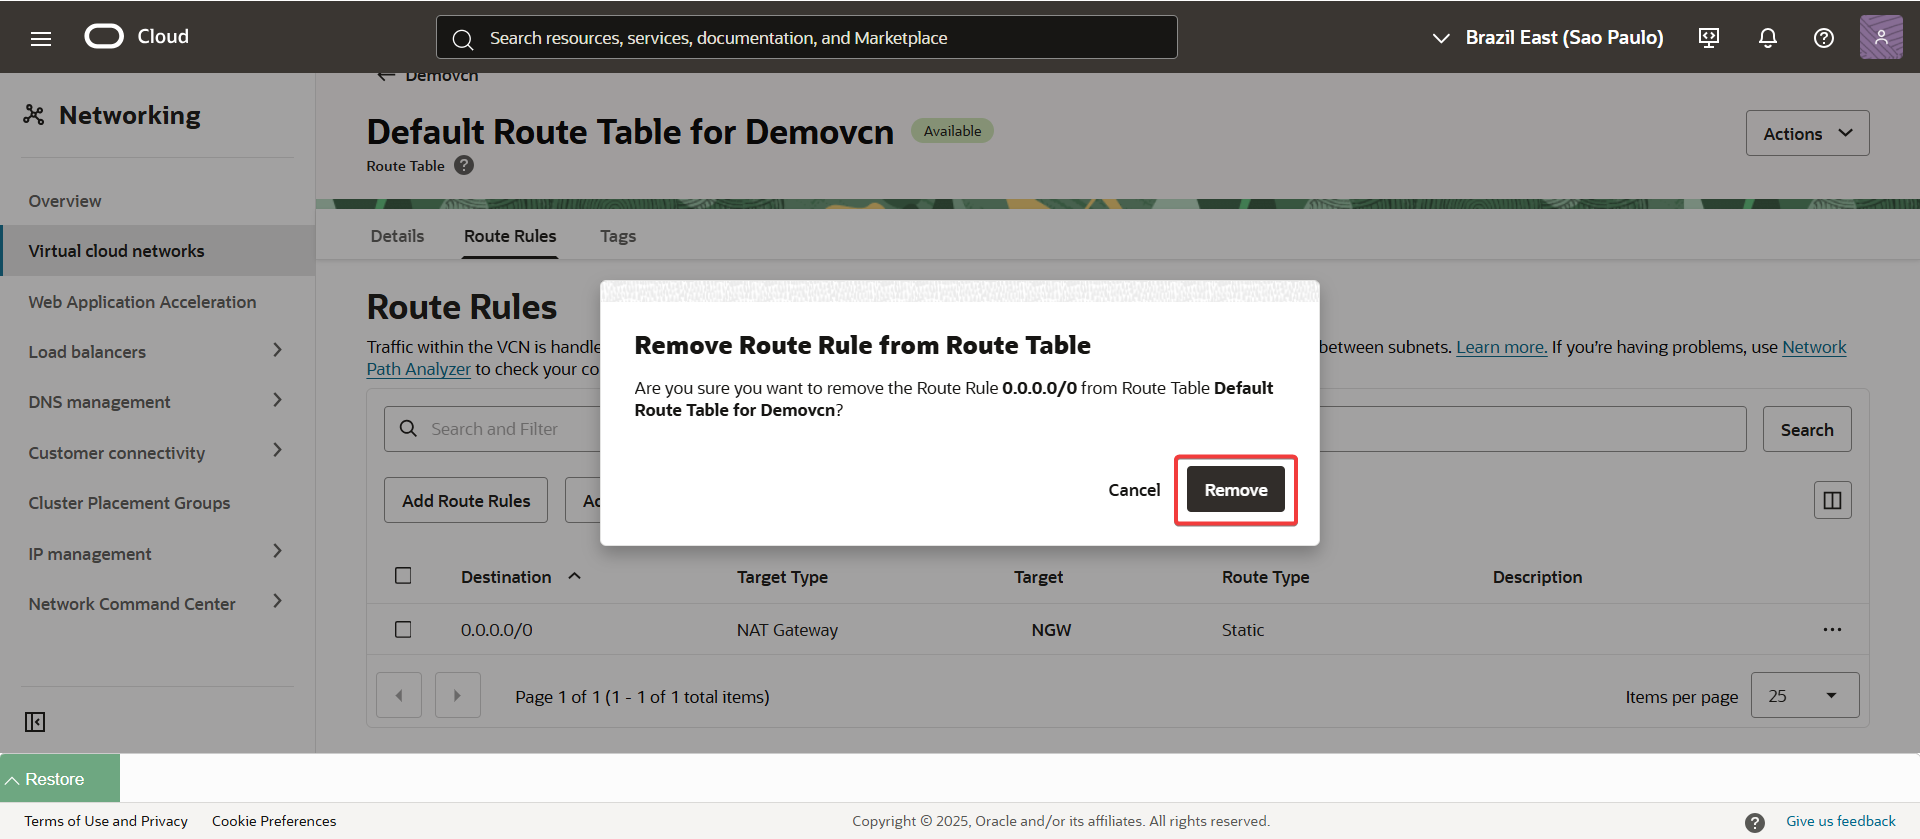 Cloud
Search resources, services, documentation, and Marketplace
Brazil East (Sao Paulo)
Networking
Overview
Virtual cloud networks
Web Application Acceleration
Load balancers
DNS management
Customer connectivity
Cluster Placement Groups
IP management
Network Command Center
Demovcn
Default Route Table for Demovcn
Available
Route Table ?
Actions
Details
Route Rules
Tags
Route Rules
Traffic within the VCN is handle
between subnets. Learn more. If you're having problems, use Network
Path Analyzer to check your co
Search and Filter
Search
Add Route Rules
Ac
Remove Route Rule from Route Table
Are you sure you want to remove the Route Rule 0.0.0.0/0 from Route Table Default
Route Table for Demovcn?
Cancel
Remove
Destination
Target Type
Target
Route Type
Description
0.0.0.0/0
NAT Gateway
NGW
Static
Page 1 of 1 (1 - 1 of 1 total items)
Items per page
25
Restore
Terms of Use and Privacy
Cookie Preferences
Copyright © 2025, Oracle and/or its affiliates. All rights reserved.
?
Give us feedback